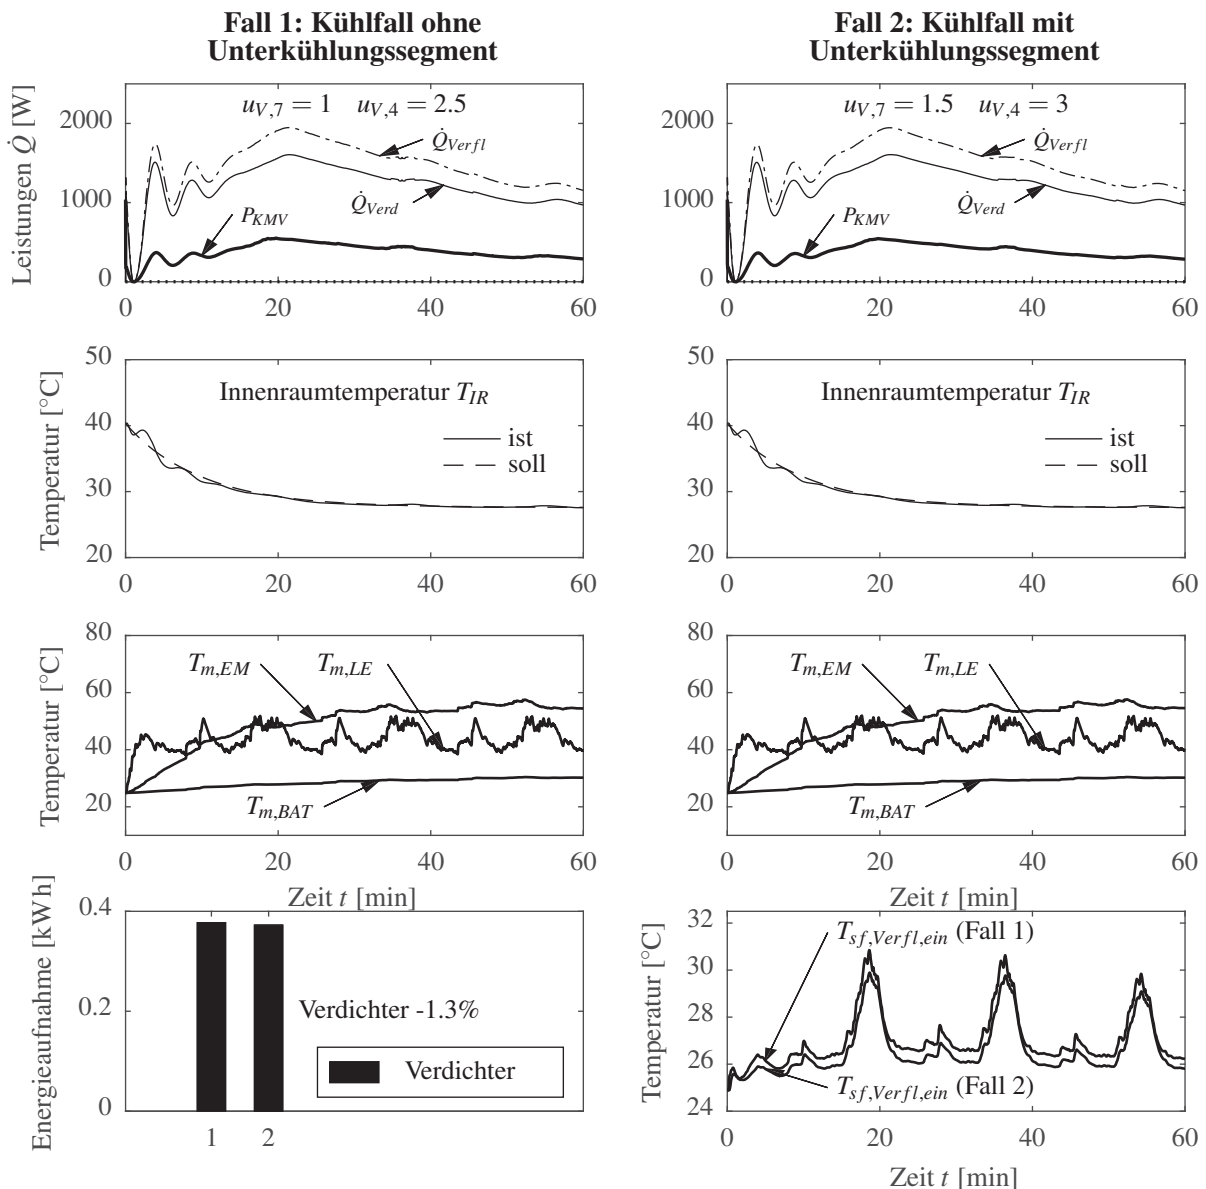 Fall 1: Kühlfall ohne
Unterkühlungssegment
Leistungen Q̇ [W]
2000
1000
0
u_{V,7} = 1 u_{V,4} = 2.5
Q̇_{Verfl}
P_{KMV}
Q̇_{Verd}
0 20 40 60
Fall 2: Kühlfall mit
Unterkühlungssegment
2000
1000
0
u_{V,7} = 1.5 u_{V,4} = 3
Q̇_{Verfl}
P_{KMV}
Q̇_{Verd}
0 20 40 60
Temperatur [°C]
50
40
30
20
Innenraumtemperatur T_{IR}
ist
soll
0 20 40 60
50
40
30
20
Innenraumtemperatur T_{IR}
ist
soll
0 20 40 60
Temperatur [°C]
80
60
40
20
T_{m,EM} T_{m,LE}
T_{m,BAT}
0 20 40 60
Zeit t [min]
80
60
40
20
T_{m,EM} T_{m,LE}
T_{m,BAT}
0 20 40 60
Energieaufnahme [kWh]
0.4
0.2
0
Verdichter -1.3%
Verdichter
1 2
Temperatur [°C]
32
30
28
26
24
T_{sf,Verfl,ein} (Fall 1)
T_{sf,Verfl,ein} (Fall 2)
0 20 40 60
Zeit t [min]